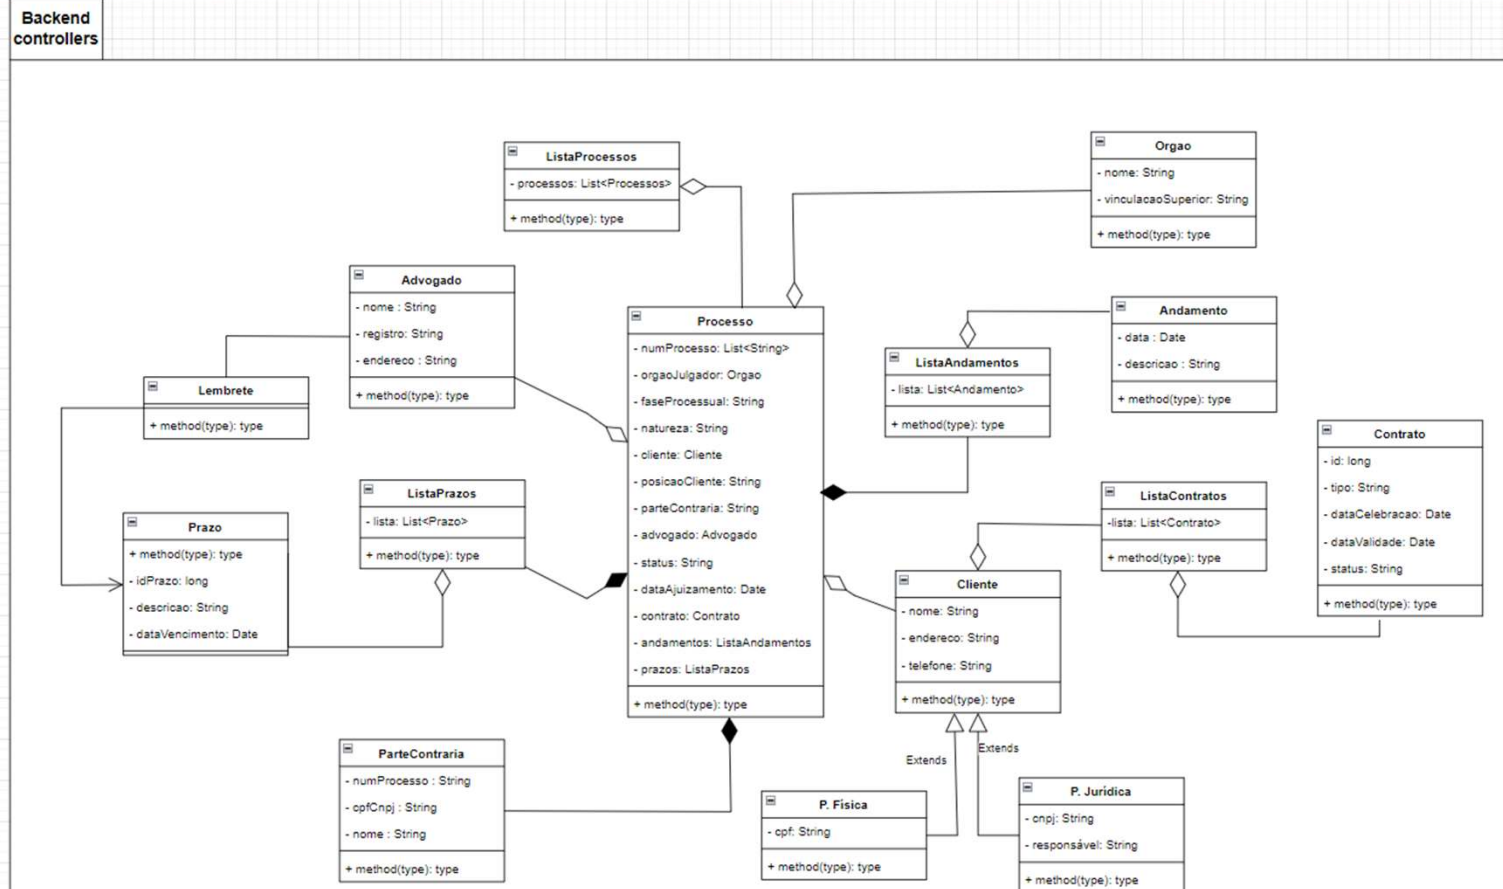 Backend
controllers
ListaProcessos
- processos: List<Processos>
+ method(type): type
Orgao
- nome: String
- vinculacaoSuperior: String
+ method(type): type
Advogado
- nome : String
- registro: String
- endereco : String
+ method(type): type
Processo
- numProcesso: List<String>
- orgaoJulgador: Orgao
- faseProcessual: String
- natureza: String
- cliente: Cliente
- posicaoCliente: String
- parteContraria: String
- advogado: Advogado
- status: String
- dataAjuizamento: Date
- contrato: Contrato
- andamentos: ListaAndamentos
- prazos: ListaPrazos
+ method(type): type
ListaAndamentos
- lista: List<Andamento>
+ method(type): type
Andamento
- data : Date
- descricao : String
+ method(type): type
Lembrete
+ method(type): type
ListaPrazos
- lista: List<Prazo>
+ method(type): type
Prazo
+ method(type): type
- idPrazo: long
- descricao: String
- dataVencimento: Date
ListaContratos
-lista: List<Contrato>
+ method(type): type
Contrato
- id: long
- tipo: String
- dataCelebracao: Date
- dataValidade: Date
- status: String
+ method(type): type
Cliente
- nome: String
- endereco: String
- telefone: String
+ method(type): type
Extends
Extends
ParteContraria
- numProcesso : String
- cpfCnpj : String
- nome : String
+ method(type): type
P. Física
- cpf: String
+ method(type): type
P. Jurídica
- cnpj: String
- responsável: String
+ method(type): type